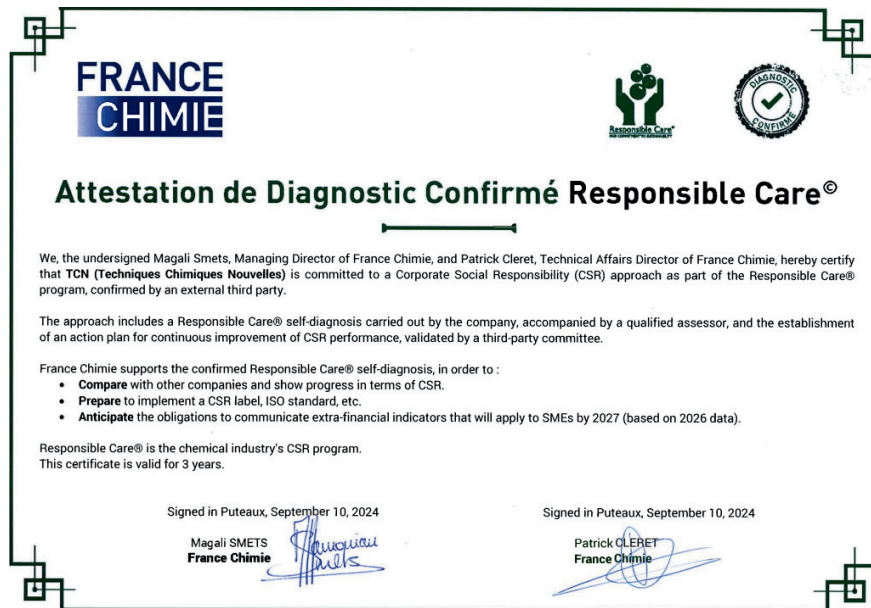 FRANCE
CHIMIE
Responsible Care®
OUR COMMITMENT TO SUSTAINABILITY
DIAGNOSTIC
CONFIRMÉ
Attestation de Diagnostic Confirmé Responsible Care©
We, the undersigned Magali Smets, Managing Director of France Chimie, and Patrick Cleret, Technical Affairs Director of France Chimie, hereby certify
that TCN (Techniques Chimiques Nouvelles) is committed to a Corporate Social Responsibility (CSR) approach as part of the Responsible Care®
program, confirmed by an external third party.
The approach includes a Responsible Care® self-diagnosis carried out by the company, accompanied by a qualified assessor, and the establishment
of an action plan for continuous improvement of CSR performance, validated by a third-party committee.
France Chimie supports the confirmed Responsible Care® self-diagnosis, in order to :
• Compare with other companies and show progress in terms of CSR.
• Prepare to implement a CSR label, ISO standard, etc.
• Anticipate the obligations to communicate extra-financial indicators that will apply to SMEs by 2027 (based on 2026 data).
Responsible Care® is the chemical industry's CSR program.
This certificate is valid for 3 years.
Signed in Puteaux, September 10, 2024
Magali SMETS
France Chimie
Signed in Puteaux, September 10, 2024
Patrick CLERET
France Chimie